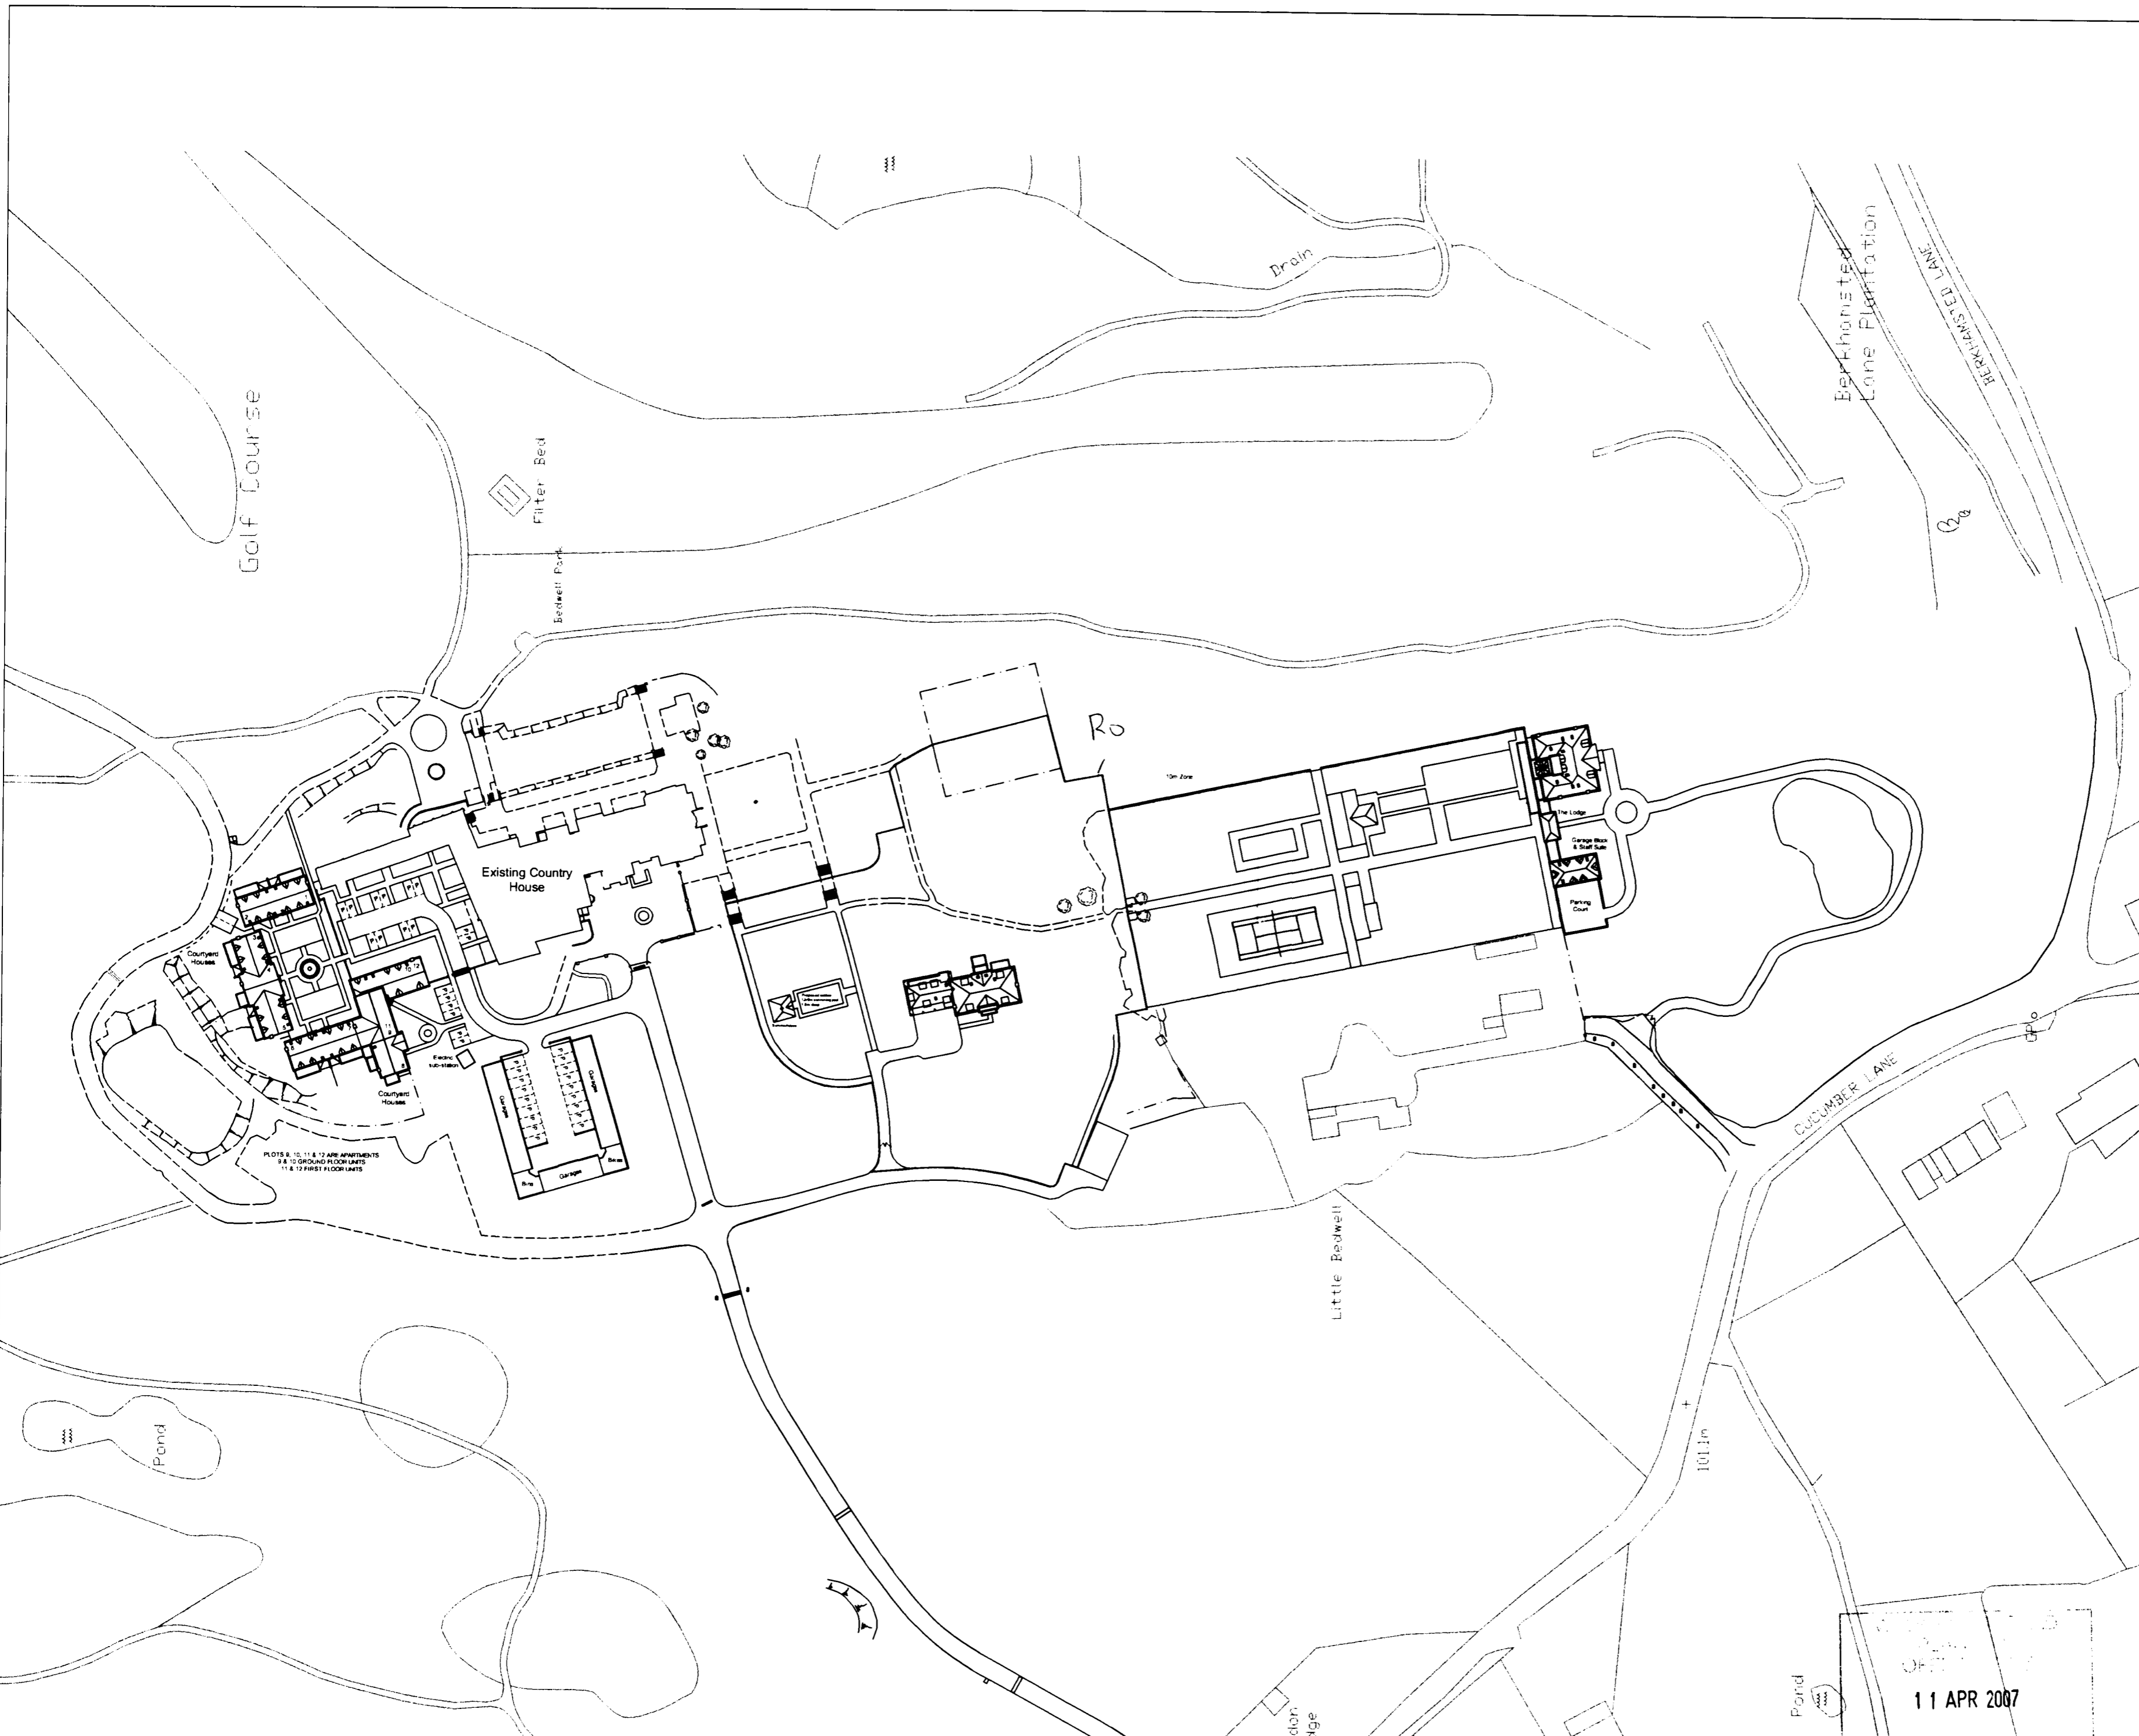 Drain
Berkhamsted
Lane Plantation
BERKHAMSTED LANE
Golf Course
Filter Bed
Bedwell Park
10m Zone
The Lodge
Garage Block
& Staff Suite
Parking
Court
Existing Country
House
Courtyard
Houses
Electric
sub-station
Courtyard
Houses
Garages
Garages
Garages
Bins
PLOTS 9, 10, 11 & 12 ARE APARTMENTS
9 & 10 GROUND FLOOR UNITS
11 & 12 FIRST FLOOR UNITS
CUCUMBER LANE
Little Bedwell
101.1m
Pond
Pond
11 APR 2007